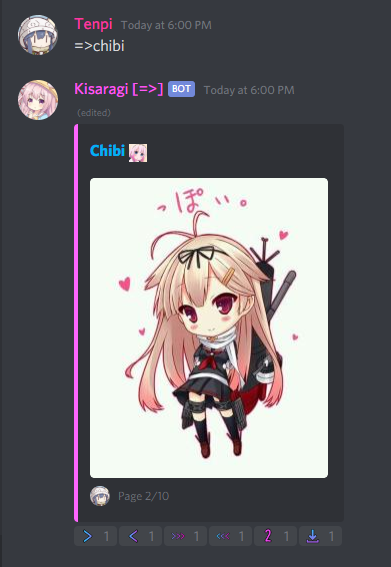 Tenpi Today at 6:00 PM
=>chibi
Kisaragi [=>] BOT Today at 6:00 PM
(edited)
Chibi
っぽい。
Page 2/10
1 1 1 1 2 1 1